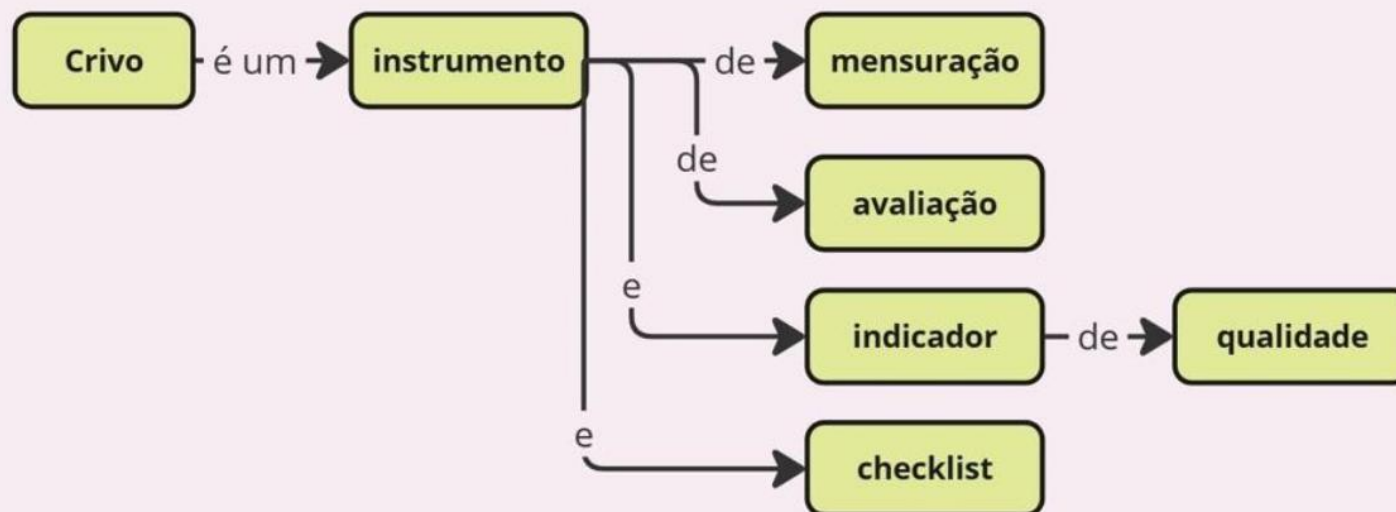 Crivo é um instrumento de mensuração
de
avaliação
e
indicador de qualidade
e
checklist